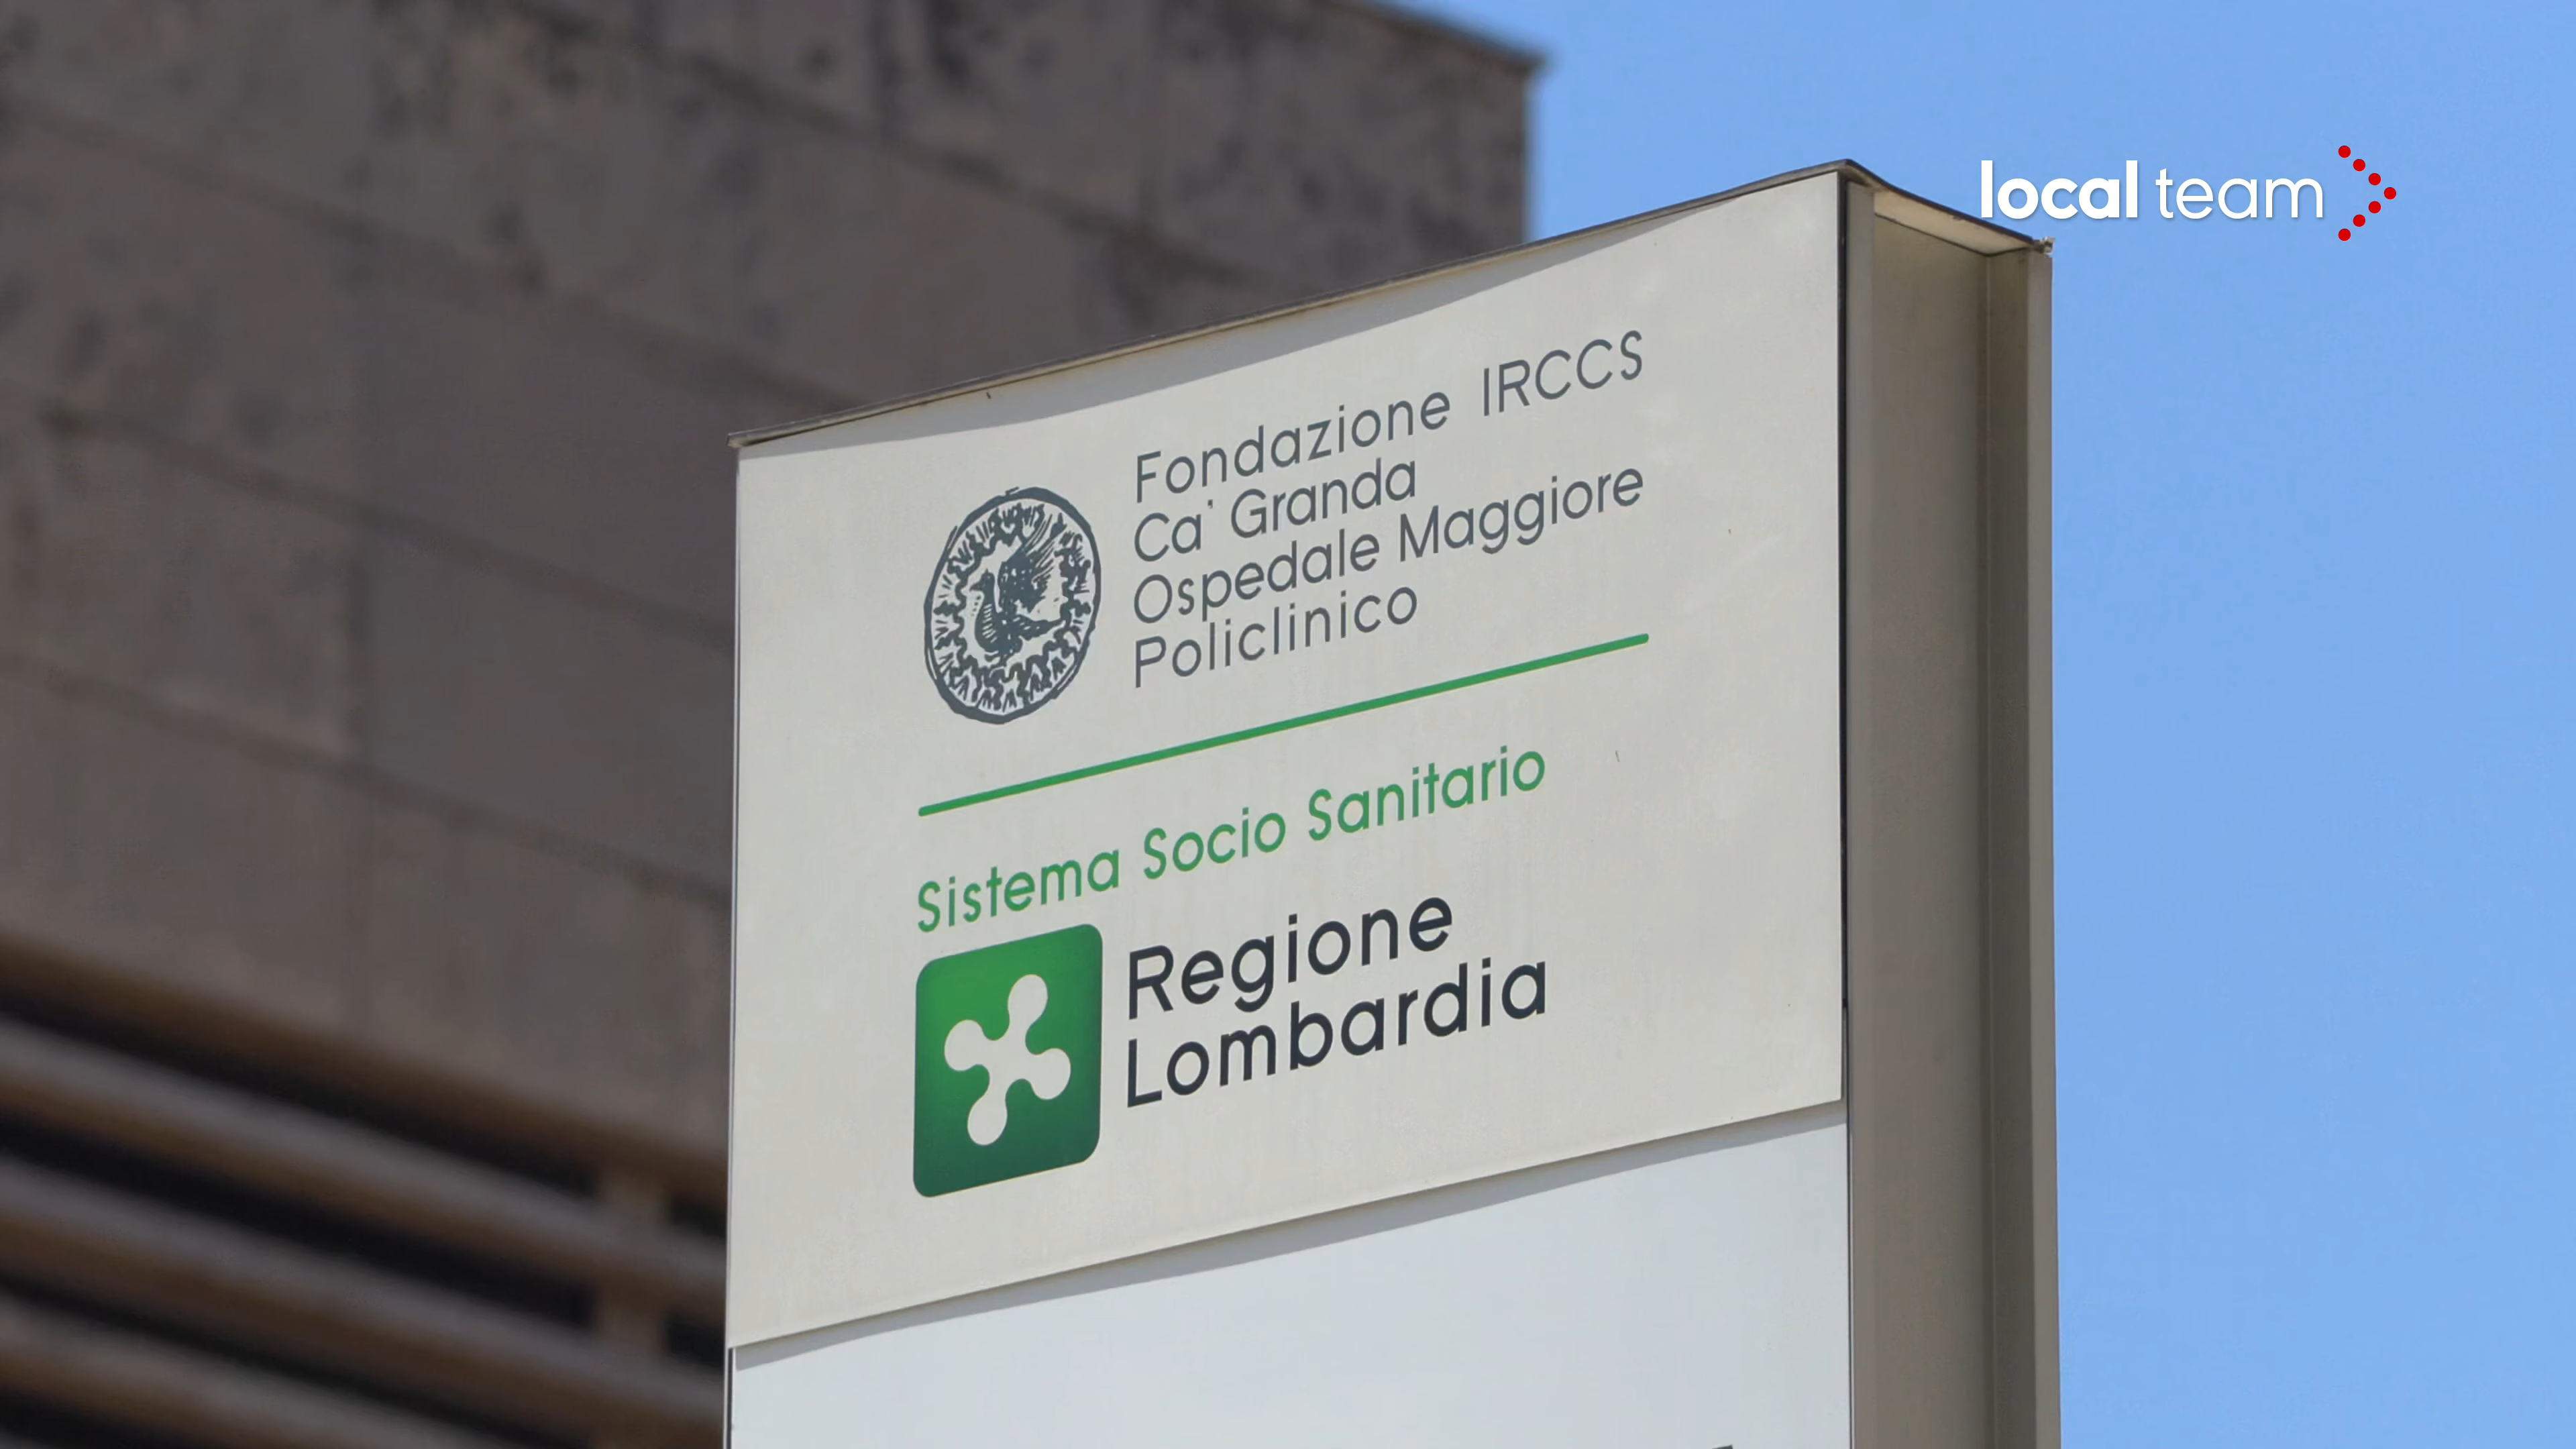 local team
Fondazione IRCCS
Ca' Granda
Ospedale Maggiore
Policlinico
Sistema Socio Sanitario
Regione
Lombardia